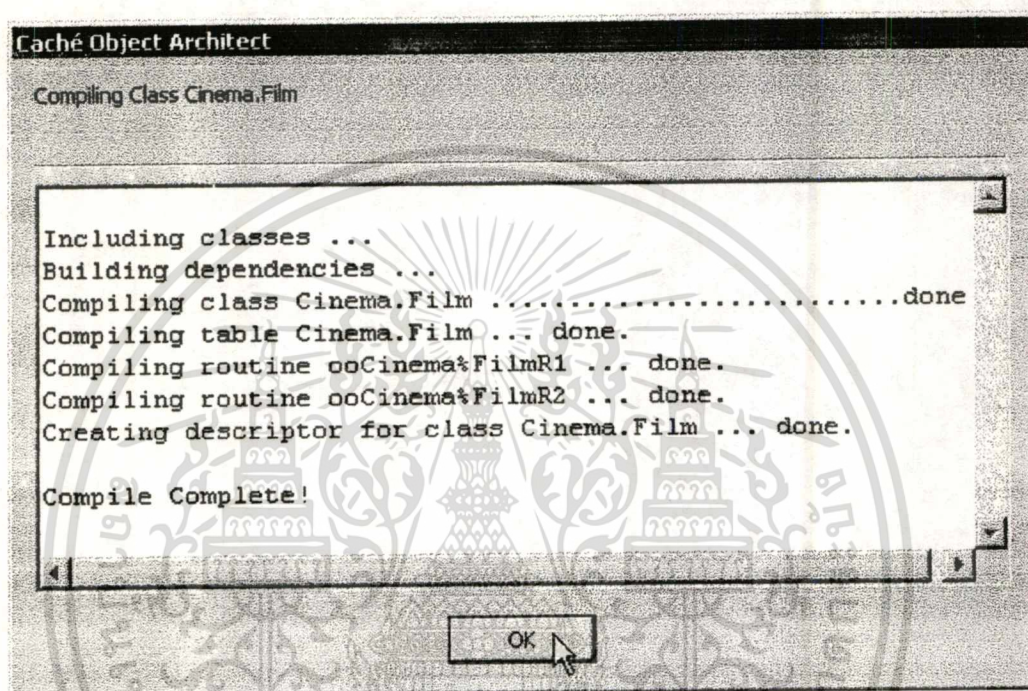 Caché Object Architect
Compiling Class Cinema.Film
Including classes ...
Building dependencies ...
Compiling class Cinema.Film ...........................done
Compiling table Cinema.Film ... done.
Compiling routine ooCinema%FilmR1 ... done.
Compiling routine ooCinema%FilmR2 ... done.
Creating descriptor for class Cinema.Film ... done.
Compile Complete!
OK